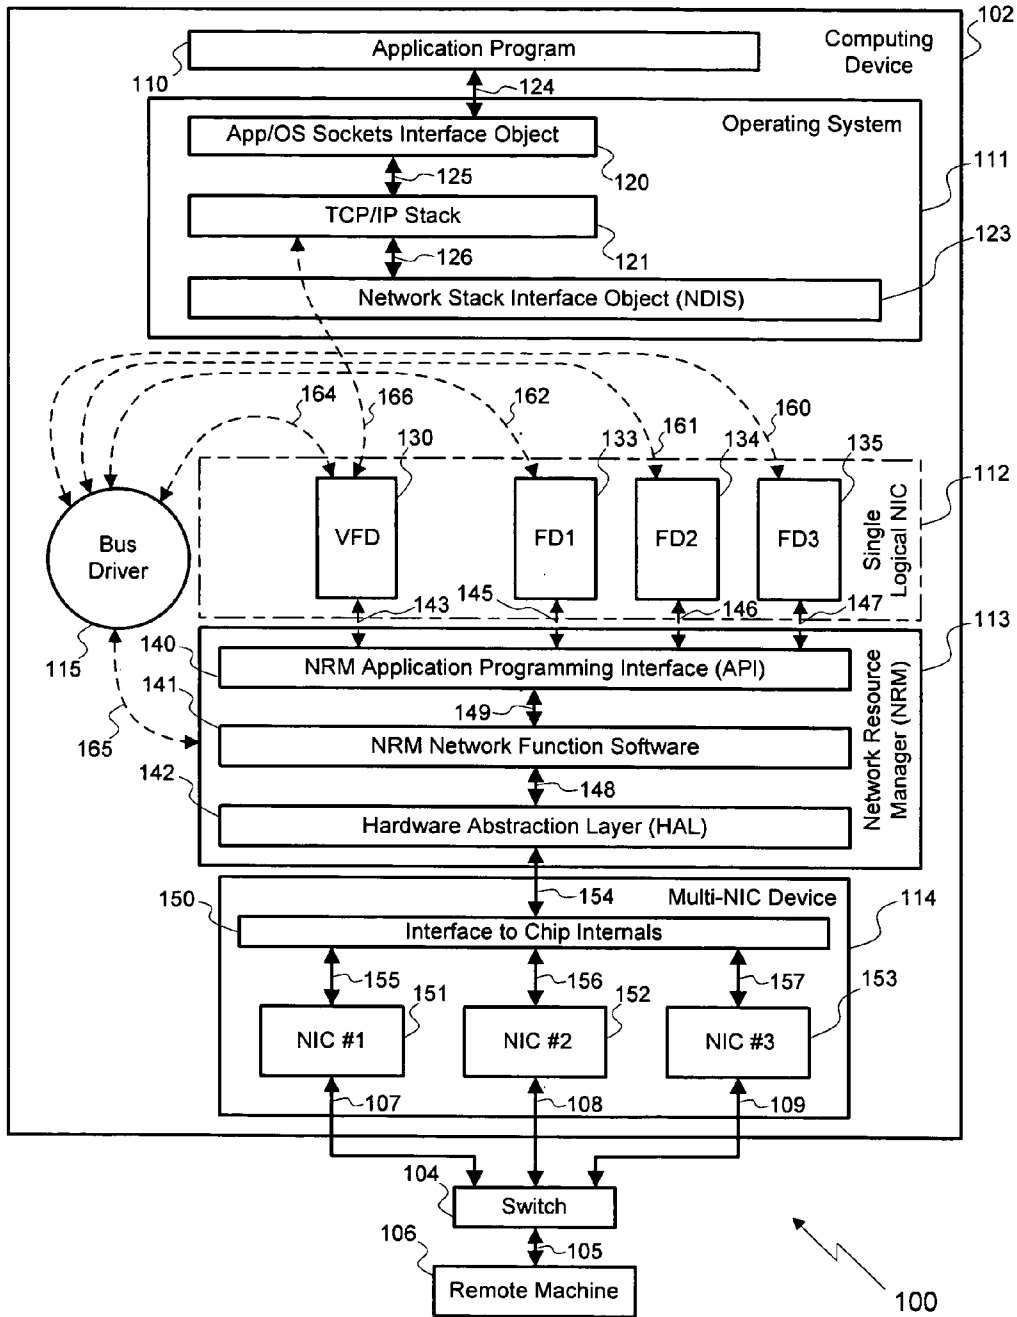 102
Computing
Device
Application Program
110
124
Operating System
App/OS Sockets Interface Object
120
111
125
TCP/IP Stack
121
123
126
Network Stack Interface Object (NDIS)
164
166
162
161
160
130
133
134
135
112
VFD
FD1
FD2
FD3
Single
Logical NIC
Bus
Driver
115
143
145
146
147
113
140
NRM Application Programming Interface (API)
149
141
NRM Network Function Software
148
165
142
Hardware Abstraction Layer (HAL)
Network Resource
Manager (NRM)
154
Multi-NIC Device
150
114
Interface to Chip Internals
155
156
157
151
152
153
NIC #1
NIC #2
NIC #3
107
108
109
104
Switch
105
106
Remote Machine
100